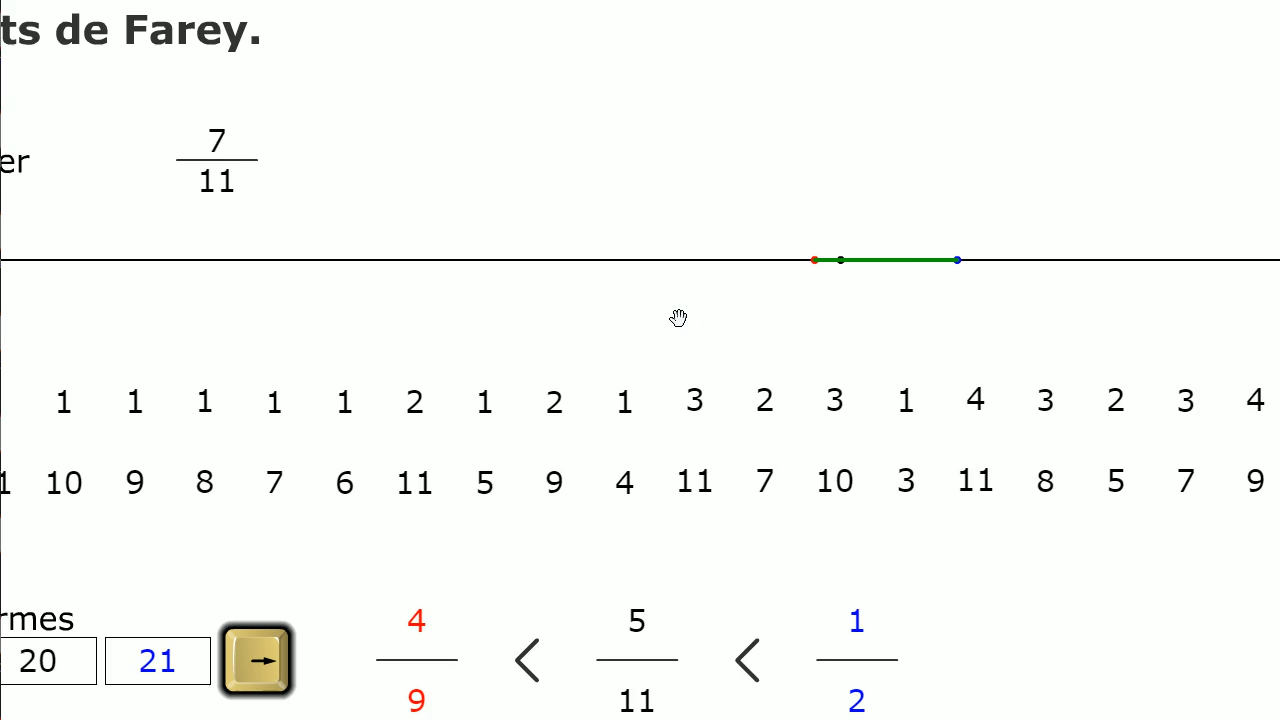 ts de Farey.
7
er
11
1 1 1 1 1 2 1 2 1 3 2 3 1 4 3 2 3 4
1 10 9 8 7 6 11 5 9 4 11 7 10 3 11 8 5 7 9
rmes
4 < 5 < 1
20 21
9 11 2